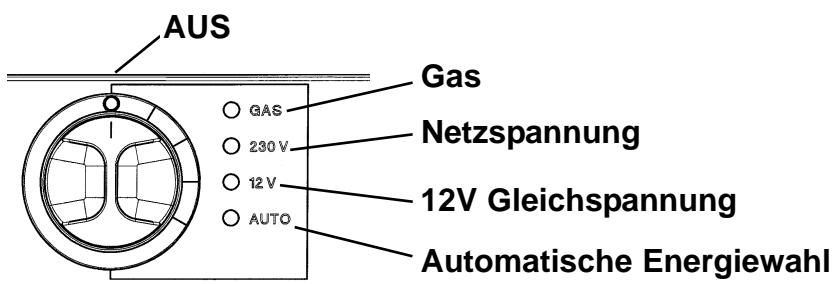 AUS
GAS Gas
230 V Netzspannung
12 V 12V Gleichspannung
AUTO Automatische Energiewahl